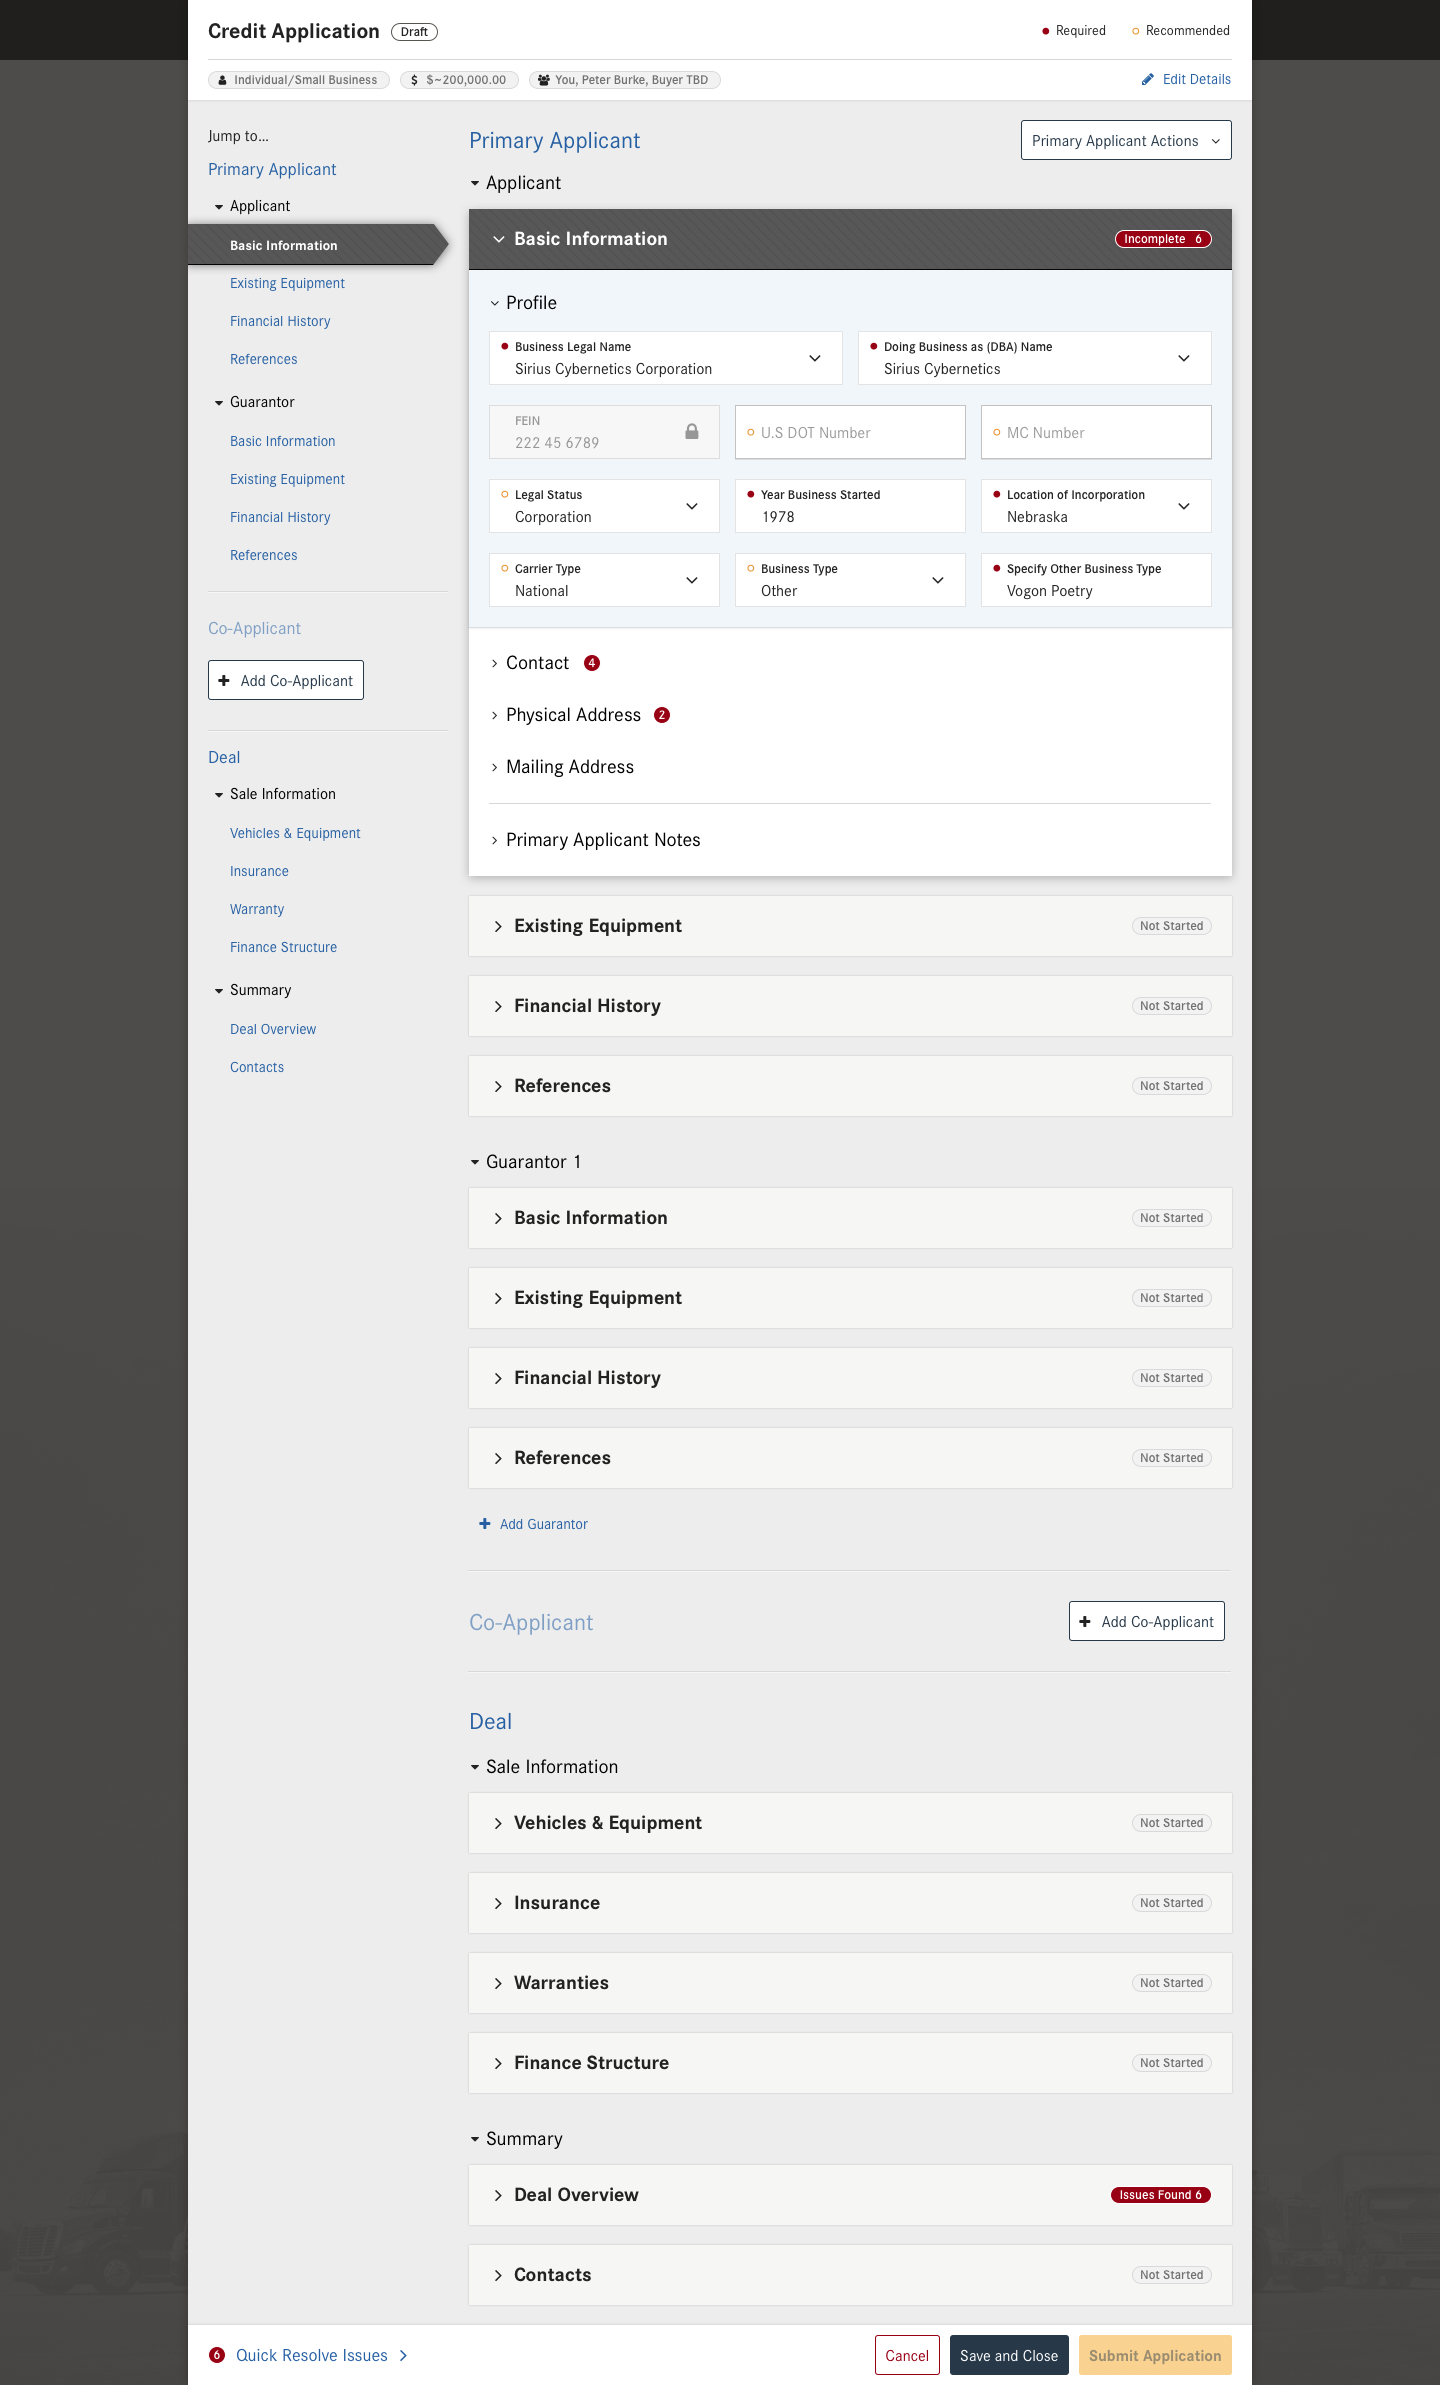 Credit Application Draft
Required Recommended
Individual/Small Business $~200,000.00 You, Peter Burke, Buyer TBD
Edit Details
Jump to...
Primary Applicant
Applicant
Basic Information
Existing Equipment
Financial History
References
Guarantor
Basic Information
Existing Equipment
Financial History
References
Co-Applicant
Add Co-Applicant
Deal
Sale Information
Vehicles & Equipment
Insurance
Warranty
Finance Structure
Summary
Deal Overview
Contacts
Primary Applicant
Primary Applicant Actions
Applicant
Basic Information Incomplete 6
Profile
Business Legal Name
Sirius Cybernetics Corporation
Doing Business as (DBA) Name
Sirius Cybernetics
FEIN
222 45 6789
U.S DOT Number
MC Number
Legal Status
Corporation
Year Business Started
1978
Location of Incorporation
Nebraska
Carrier Type
National
Business Type
Other
Specify Other Business Type
Vogon Poetry
Contact 4
Physical Address 2
Mailing Address
Primary Applicant Notes
Existing Equipment Not Started
Financial History Not Started
References Not Started
Guarantor 1
Basic Information Not Started
Existing Equipment Not Started
Financial History Not Started
References Not Started
Add Guarantor
Co-Applicant
Add Co-Applicant
Deal
Sale Information
Vehicles & Equipment Not Started
Insurance Not Started
Warranties Not Started
Finance Structure Not Started
Summary
Deal Overview Issues Found 6
Contacts Not Started
6 Quick Resolve Issues
Cancel
Save and Close
Submit Application